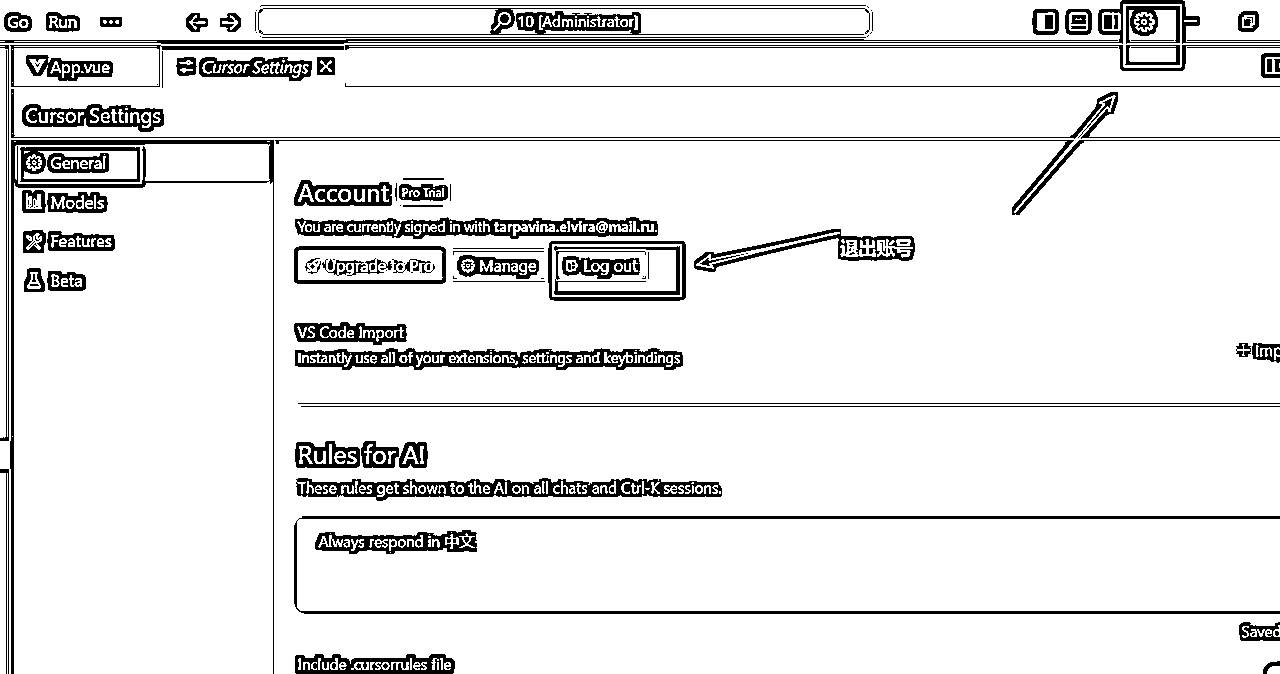 Go Run ... 10 [Administrator]
App.vue Cursor Settings
Cursor Settings
General
Models
Features
Beta
Account Pro Trial
You are currently signed in with tarpavina.elvira@mail.ru.
Upgrade to Pro Manage Log out
退出账号
VS Code Import
Instantly use all of your extensions, settings and keybindings
Imp
Rules for AI
These rules get shown to the AI on all chats and Ctrl-K sessions.
Always respond in 中文
Saved
Include .cursorrules file